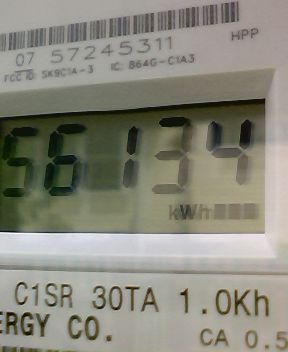 07 57245311
HPP
FCC ID: SK9C1A-3 IC: 864G-C1A3
56134
kWh
C1SR 30TA 1.0Kh
ERGY CO.
CA 0.5